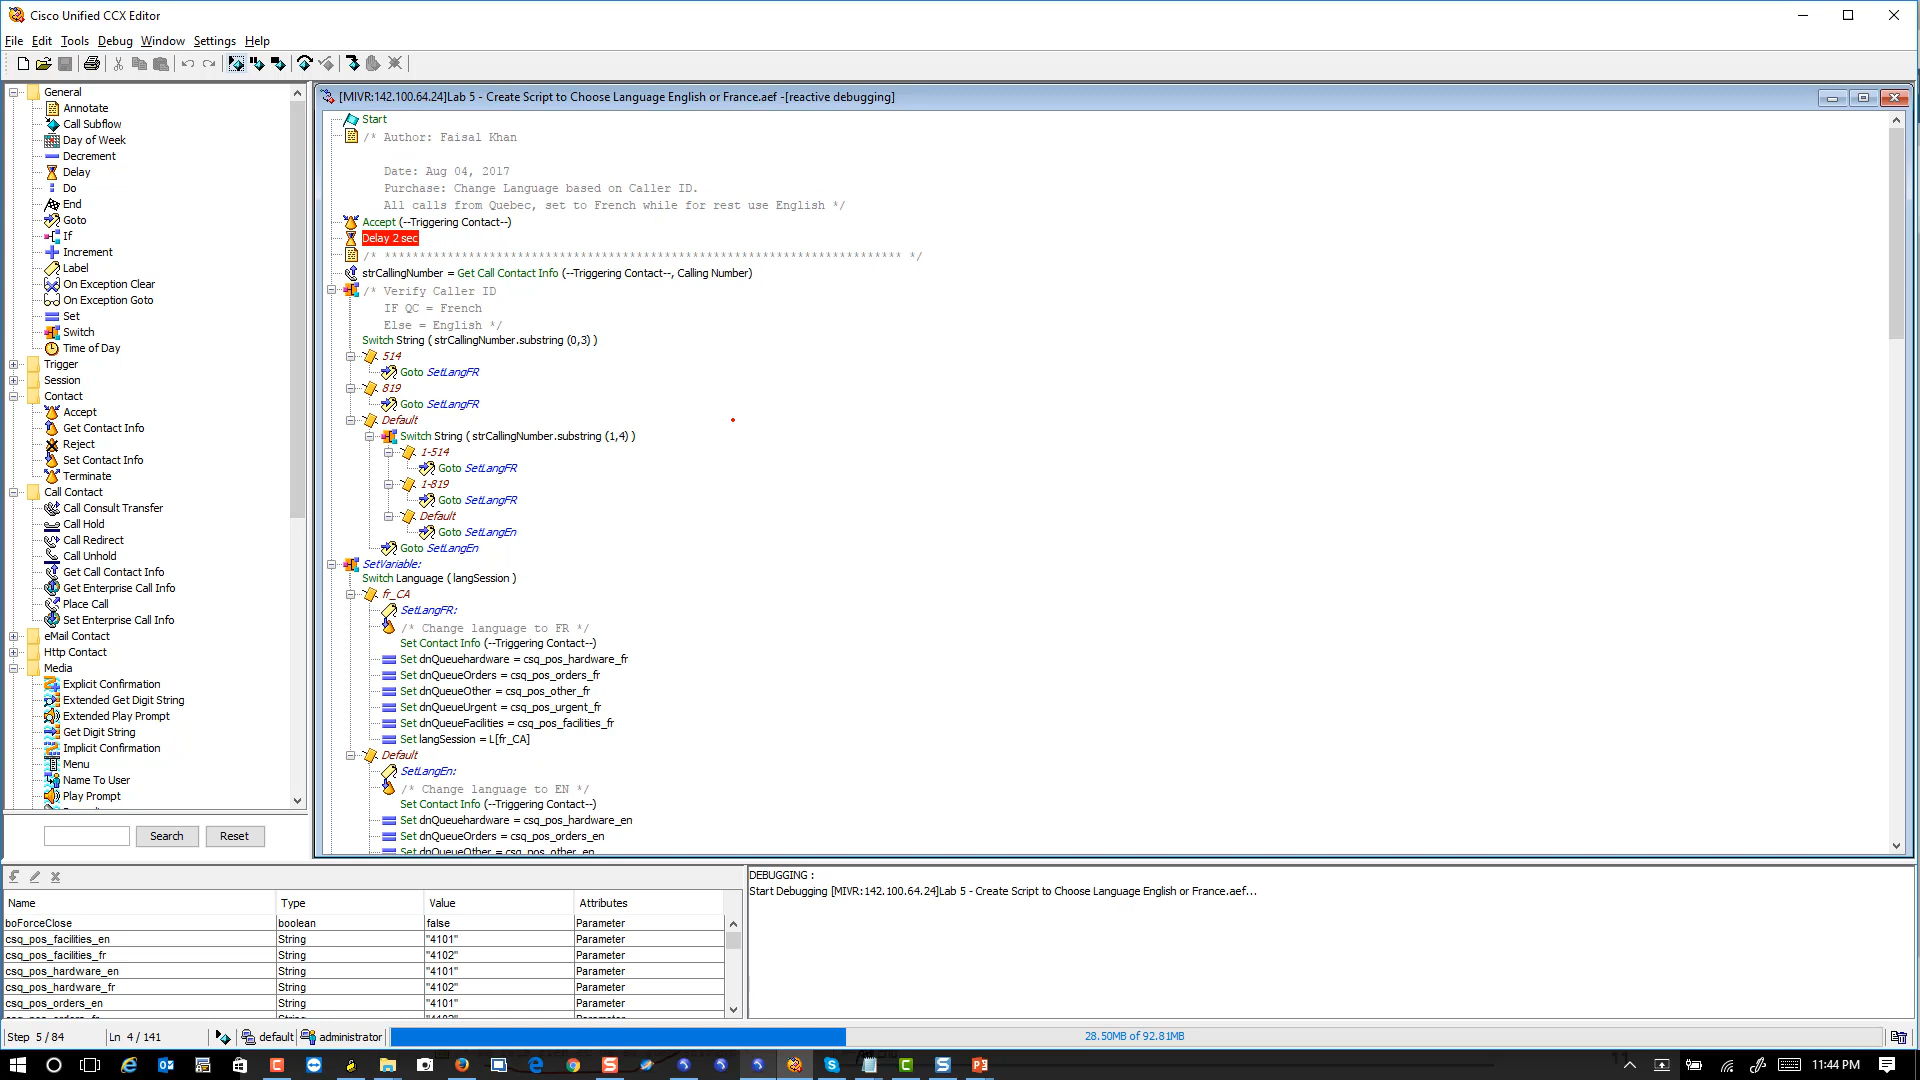 Cisco Unified CCX Editor
File Edit Tools Debug Window Settings Help
General
Annotate
Call Subflow
Day of Week
Decrement
Delay
Do
End
Goto
If
Increment
Label
On Exception Clear
On Exception Goto
Set
Switch
Time of Day
Trigger
Session
Contact
Accept
Get Contact Info
Reject
Set Contact Info
Terminate
Call Contact
Call Consult Transfer
Call Hold
Call Redirect
Call Unhold
Get Call Contact Info
Get Enterprise Call Info
Place Call
Set Enterprise Call Info
eMail Contact
Http Contact
Media
Explicit Confirmation
Extended Get Digit String
Extended Play Prompt
Get Digit String
Implicit Confirmation
Menu
Name To User
Play Prompt
Search Reset
[MIVR:142.100.64.24]Lab 5 - Create Script to Choose Language English or France.aef -[reactive debugging]
Start
/* Author: Faisal Khan
Date: Aug 04, 2017
Purchase: Change Language based on Caller ID.
All calls from Quebec, set to French while for rest use English */
Accept (--Triggering Contact--)
Delay 2 sec
/* ************************************************************************** */
strCallingNumber = Get Call Contact Info (--Triggering Contact--, Calling Number)
/* Verify Caller ID
IF QC = French
Else = English */
Switch String ( strCallingNumber.substring (0,3) )
514
Goto SetLangFR
819
Goto SetLangFR
Default
Switch String ( strCallingNumber.substring (1,4) )
1-514
Goto SetLangFR
1-819
Goto SetLangFR
Default
Goto SetLangEn
Goto SetLangEn
SetVariable:
Switch Language ( langSession )
fr_CA
SetLangFR:
/* Change language to FR */
Set Contact Info (--Triggering Contact--)
Set dnQueuehardware = csq_pos_hardware_fr
Set dnQueueOrders = csq_pos_orders_fr
Set dnQueueOther = csq_pos_other_fr
Set dnQueueUrgent = csq_pos_urgent_fr
Set dnQueueFacilities = csq_pos_facilities_fr
Set langSession = L[fr_CA]
Default
SetLangEn:
/* Change language to EN */
Set Contact Info (--Triggering Contact--)
Set dnQueuehardware = csq_pos_hardware_en
Set dnQueueOrders = csq_pos_orders_en
Set dnQueueOther = csq_pos_other_en
Name Type Value Attributes
boForceClose boolean false Parameter
csq_pos_facilities_en String "4101" Parameter
csq_pos_facilities_fr String "4102" Parameter
csq_pos_hardware_en String "4101" Parameter
csq_pos_hardware_fr String "4102" Parameter
csq_pos_orders_en String "4101" Parameter
csq_pos_orders_fr String "4102" Parameter
DEBUGGING :
Start Debugging [MIVR:142.100.64.24]Lab 5 - Create Script to Choose Language English or France.aef...
Step 5 / 84 Ln 4 / 141 default administrator 28.50MB of 92.81MB
11:44 PM